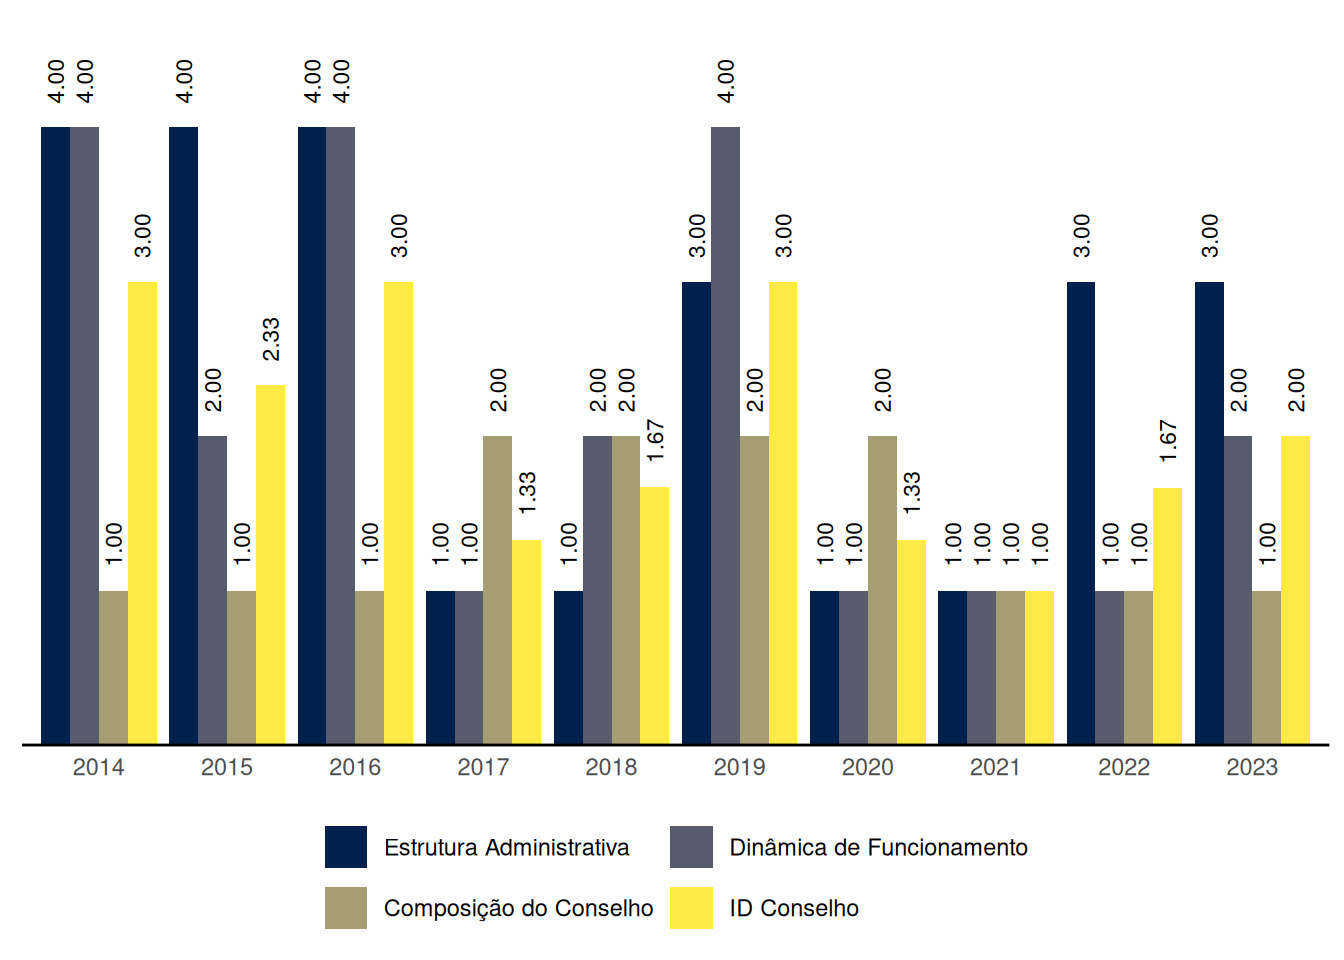 4.00 4.00 1.00 3.00 4.00 2.00 1.00 2.33 4.00 4.00 1.00 3.00 1.00 1.00 2.00 1.33 1.00 2.00 2.00 1.67 3.00 4.00 2.00 3.00 1.00 1.00 2.00 1.33 1.00 1.00 1.00 1.00 3.00 1.00 1.00 1.67 3.00 2.00 1.00 2.00
2014 2015 2016 2017 2018 2019 2020 2021 2022 2023
Estrutura Administrativa Dinâmica de Funcionamento
Composição do Conselho ID Conselho